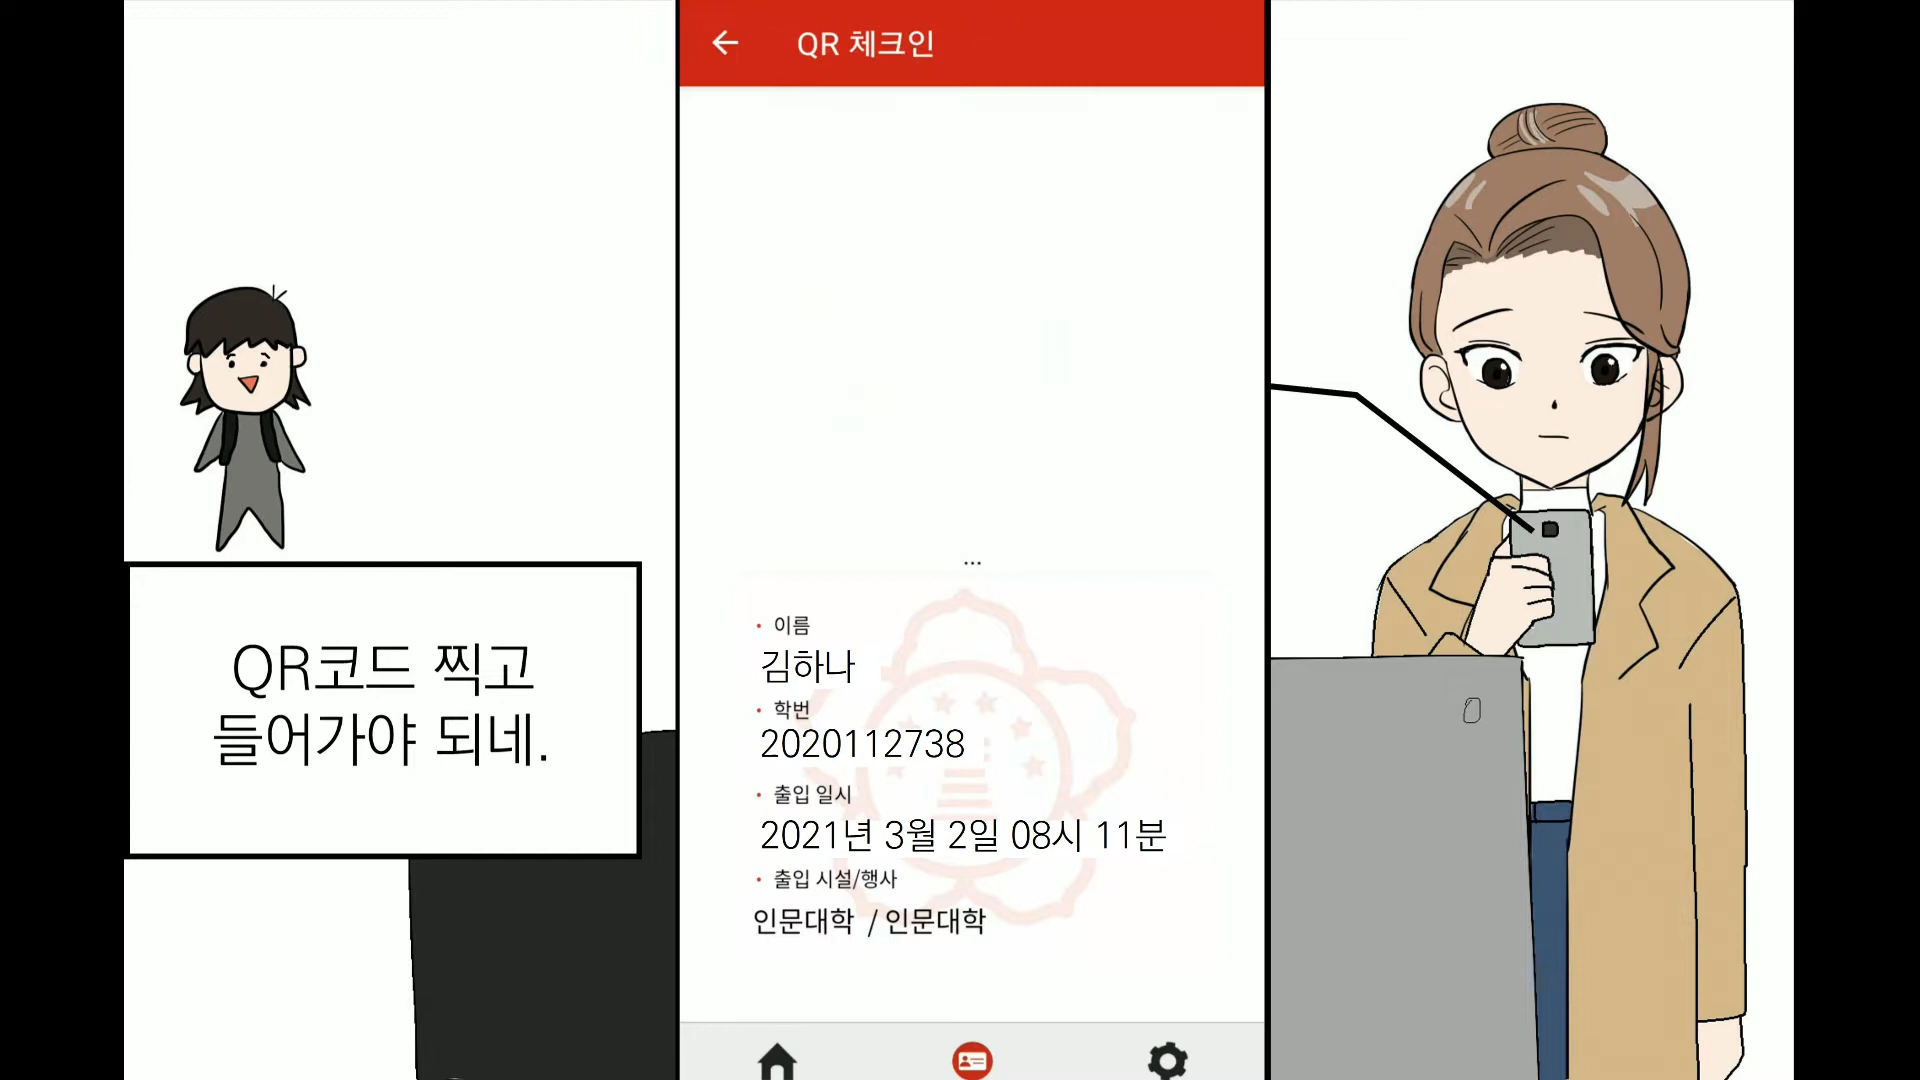 QR코드 찍고
들어가야 되네.
QR 체크인
...
• 이름
김하나
• 학번
2020112738
• 출입 일시
2021년 3월 2일 08시 11분
• 출입 시설/행사
인문대학 / 인문대학